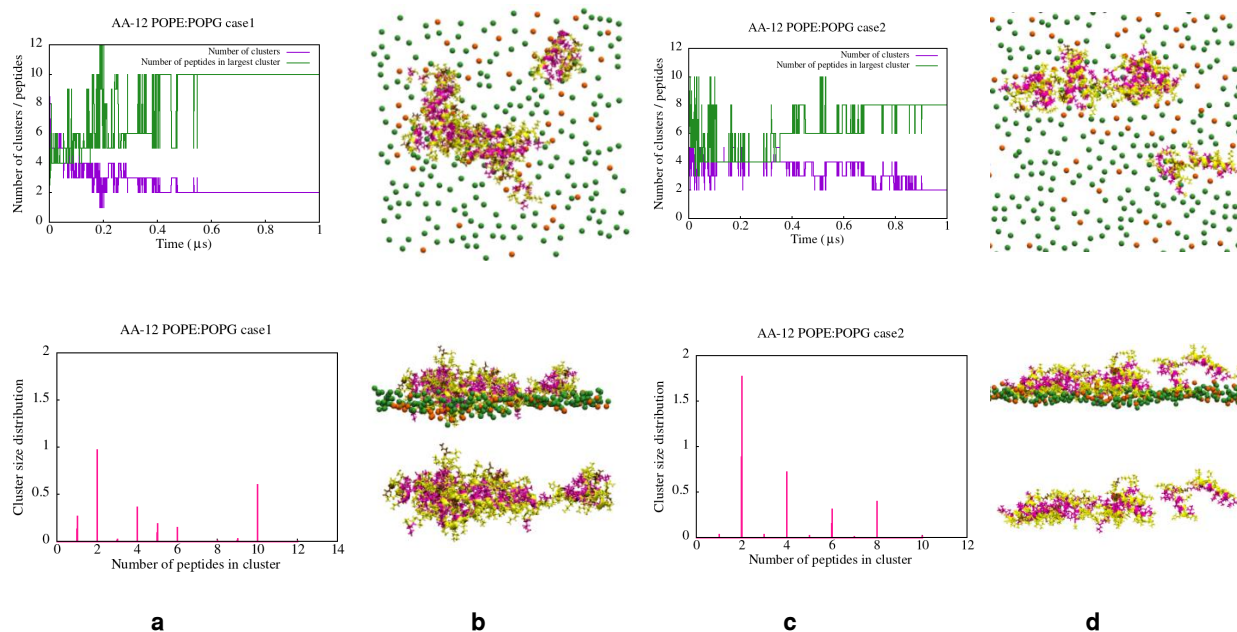 AA-12 POPE:POPG case1
Number of clusters
Number of peptides in largest cluster
Number of clusters / peptides
12
10
8
6
4
2
0
0 0.2 0.4 0.6 0.8 1
Time (μs)
AA-12 POPE:POPG case2
Number of clusters
Number of peptides in largest cluster
Number of clusters / peptides
12
10
8
6
4
2
0
0 0.2 0.4 0.6 0.8 1
Time (μs)
AA-12 POPE:POPG case1
Cluster size distribution
2
1.5
1
0.5
0
0 2 4 6 8 10 12 14
Number of peptides in cluster
AA-12 POPE:POPG case2
Cluster size distribution
2
1.5
1
0.5
0
0 2 4 6 8 10 12
Number of peptides in cluster
a b c d